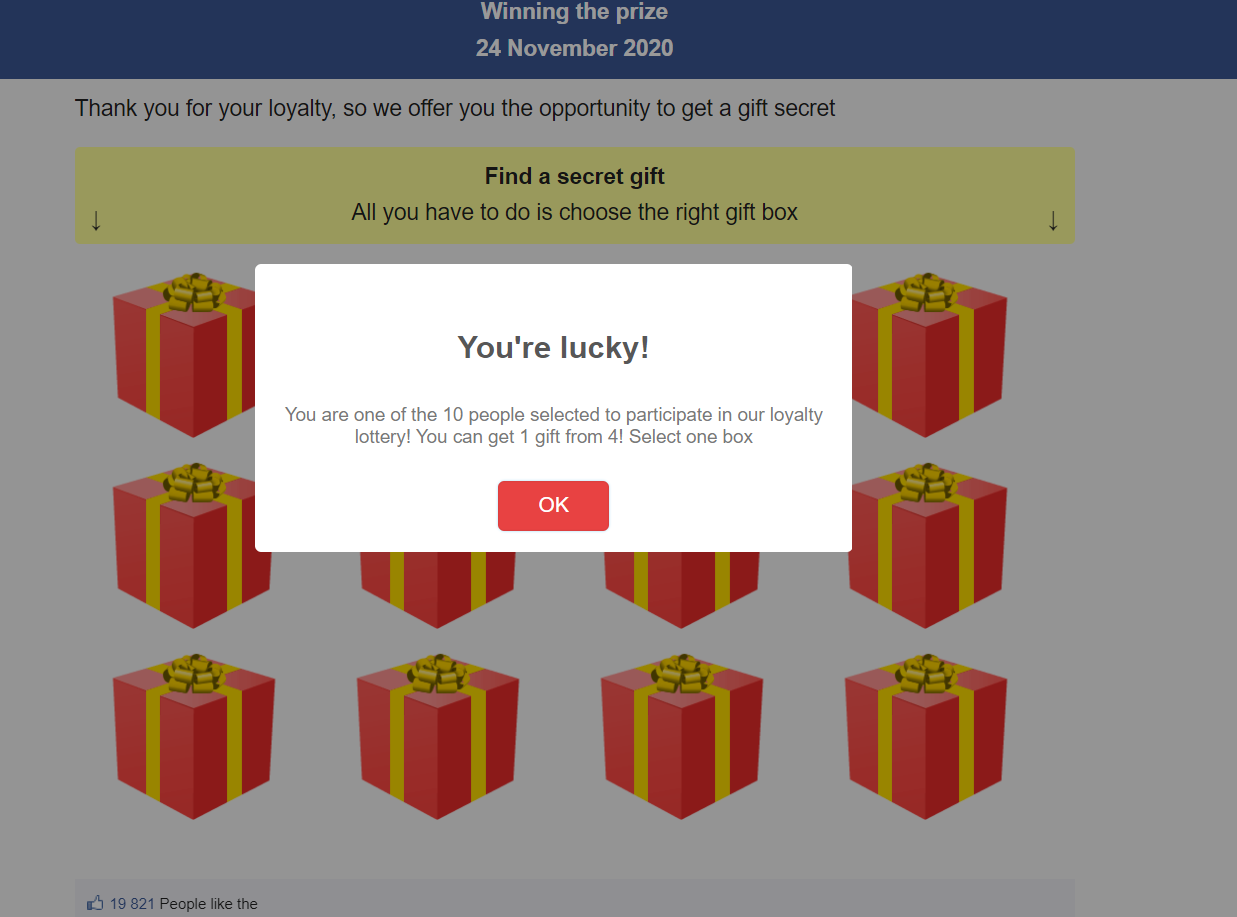 Winning the prize
24 November 2020
Thank you for your loyalty, so we offer you the opportunity to get a gift secret
Find a secret gift
↓ All you have to do is choose the right gift box ↓
You're lucky!
You are one of the 10 people selected to participate in our loyalty
lottery! You can get 1 gift from 4! Select one box
OK
19 821 People like the